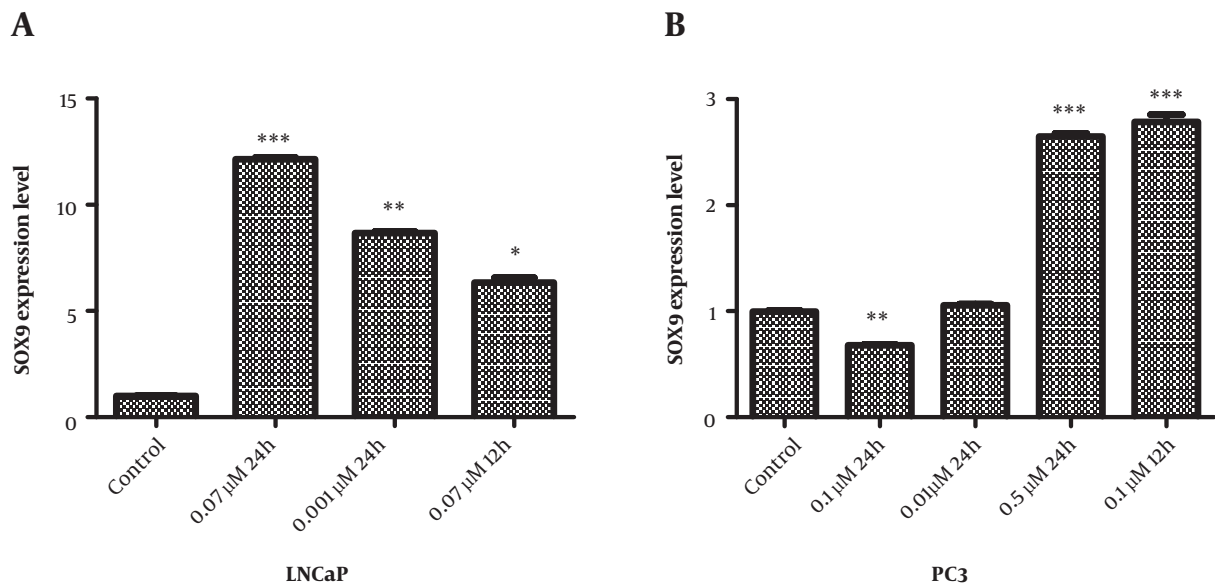 A
SOX9 expression level
15
10
5
0
***
**
*
Control
0.07 µM 24h
0.001 µM 24h
0.07 µM 12h
LNCaP
B
SOX9 expression level
3
2
1
0
**
***
***
Control
0.1 µM 24h
0.01µM 24h
0.5 µM 24h
0.1 µM 12h
PC3